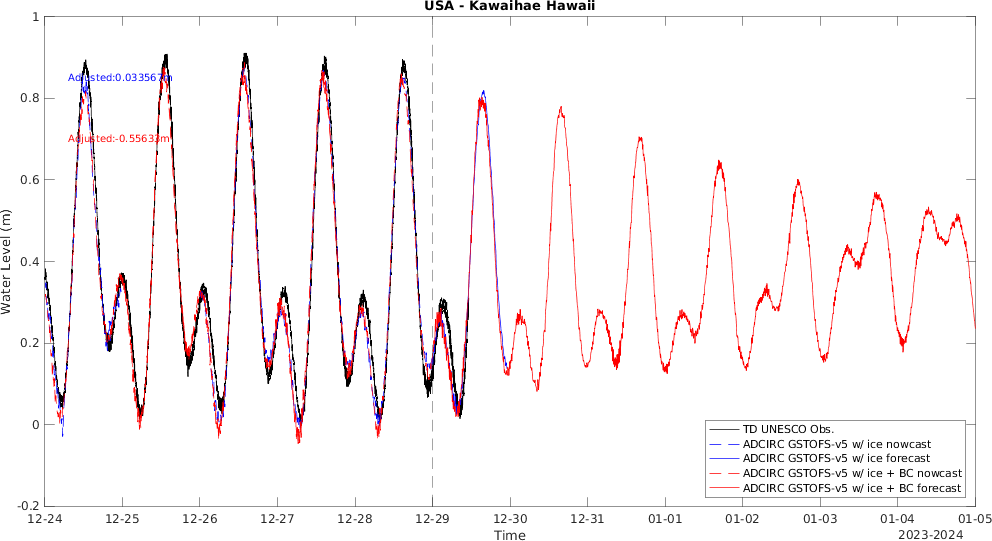 USA - Kawaihae Hawaii
1
0.8
0.6
0.4
0.2
0
-0.2
Water Level (m)
Adjusted:0.033567m
Adjusted:-0.55633m
TD UNESCO Obs.
ADCIRC GSTOFS-v5 w/ ice nowcast
ADCIRC GSTOFS-v5 w/ ice forecast
ADCIRC GSTOFS-v5 w/ ice + BC nowcast
ADCIRC GSTOFS-v5 w/ ice + BC forecast
12-24 12-25 12-26 12-27 12-28 12-29 12-30 12-31 01-01 01-02 01-03 01-04 01-05
Time
2023-2024